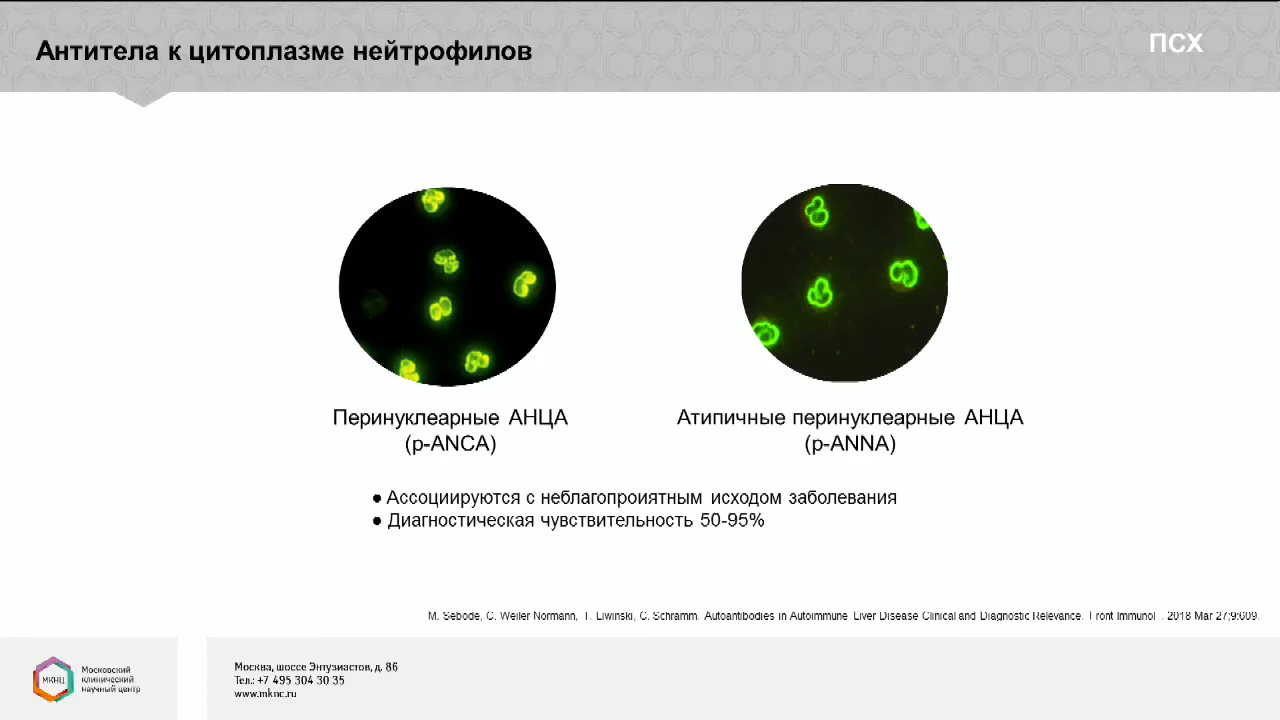 Антитела к цитоплазме нейтрофилов
ПСХ
Перинуклеарные АНЦА
(p-ANCA)
Атипичные перинуклеарные АНЦА
(p-ANNA)
● Ассоциируются с неблагопроиятным исходом заболевания
● Диагностическая чувствительность 50-95%
M. Sebode, C. Weiler Normann, T. Liwinski, C. Schramm. Autoantibodies in Autoimmune Liver Disease Clinical and Diagnostic Relevance. Front Immunol . 2018 Mar 27;9:609.
МКНЦ
Московский
клинический
научный центр
Москва, шоссе Энтузиастов, д. 86
Тел.: +7 495 304 30 35
www.mknc.ru